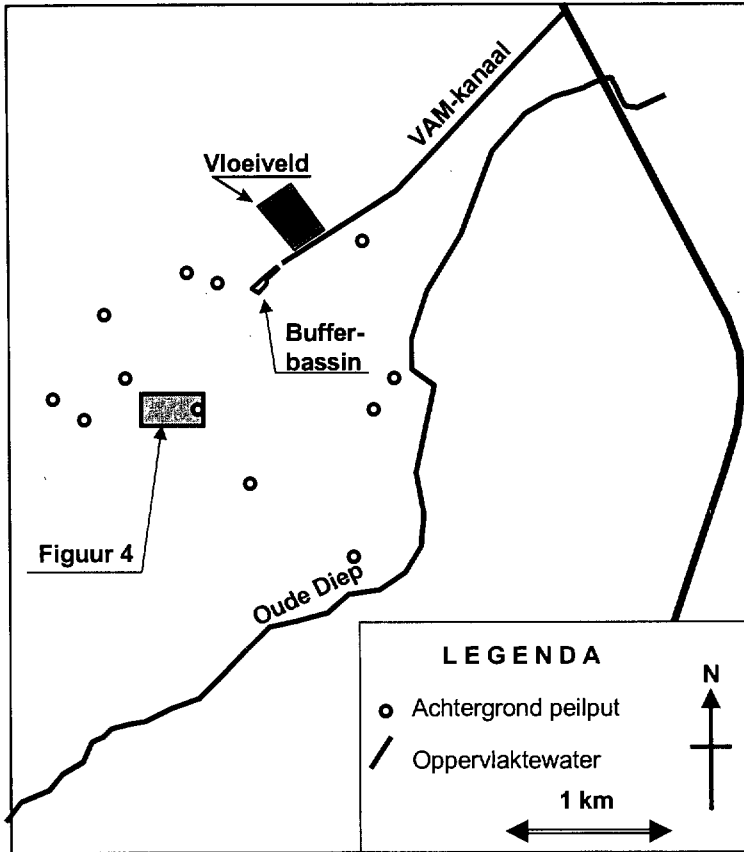 VAM-kanaal
Vloeiveld
Buffer-
bassin
Figuur 4
Oude Diep
LEGENDA
N
Achtergrond peilput
Oppervlaktewater
1 km